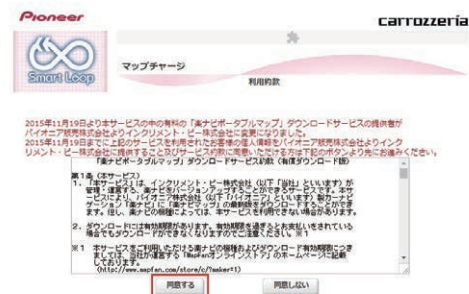 Pioneer
carrozzeria
Smart Loop
マップチャージ
利用約款
2015年11月19日より本サービスの中の有料の「楽ナビポータブルマップ」ダウンロードサービスの提供者が
パイオニア販売株式会社よりインクリメント・ピー株式会社に変更になりました。
2015年11月19日までに上記のサービスを利用されたお客様の個人情報をパイオニア販売株式会社よりインク
リメント・ピー株式会社に提供すること及びサービス約款に同意いただける方は下記のボタンより先にお進みください。
「楽ナビポータブルマップ」ダウンロードサービス約款(有償ダウンロード版)
第1条(本サービス)
1. 「本サービス」は、インクリメント・ピー株式会社(以下「当社」といいます)が
管理・運営する、楽ナビをバージョンアップすることができるサービスです。本サ
ービスにより、パイオニア株式会社(以下「パイオニア」といいます)製カーナビ
ゲーション「楽ナビ」に「楽ナビマップ」の最新版をダウンロードすることができ
ます。但し、楽ナビの機種によっては、本サービスを利用できない場合があります。
2. ダウンロードには有効期限があります。有効期限を過ぎるとお支払いをされている
場合でもダウンロードができなくなりますのでご注意ください。※1
※1 本サービスをご利用いただける楽ナビの機種およびダウンロード有効期限につき
ましては、当社が運営する「MapFanオンラインストア」のホームページに記載
しております。
(http://www.mapfan.com/store/c/?maker=1)
同意する
同意しない